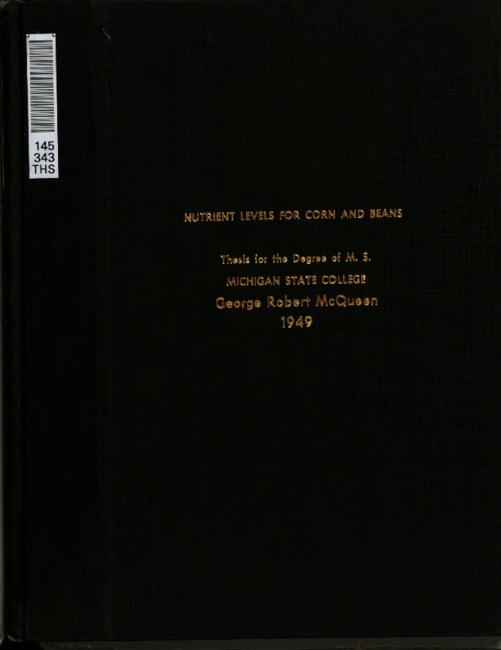 145
343
THS
NUTRIENT LEVELS FOR CORN AND BEANS
Thesis for the Degree of M. S.
MICHIGAN STATE COLLEGE
George Robert McQueen
1949